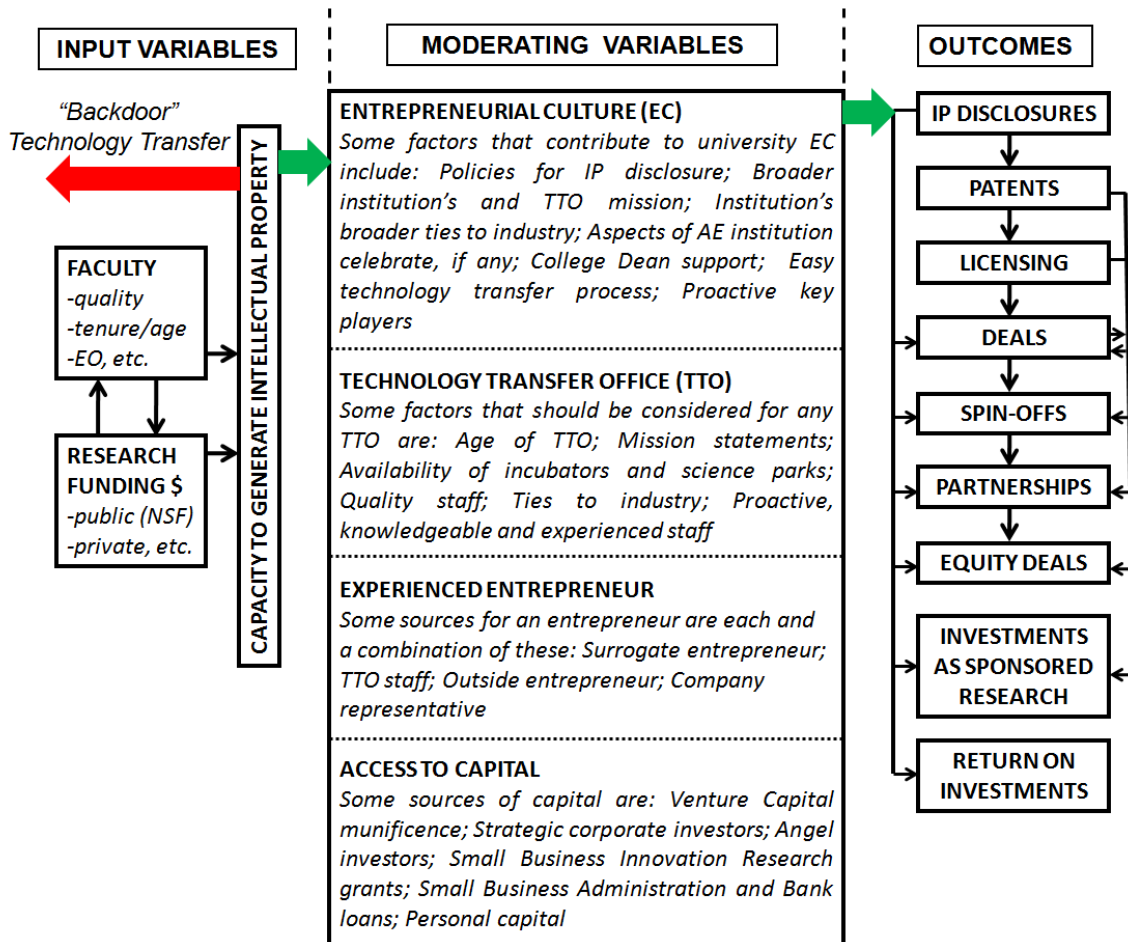 INPUT VARIABLES
MODERATING VARIABLES
OUTCOMES
“Backdoor”
Technology Transfer
FACULTY
-quality
-tenure/age
-EO, etc.
RESEARCH
FUNDING $
-public (NSF)
-private, etc.
CAPACITY TO GENERATE INTELLECTUAL PROPERTY
ENTREPRENEURIAL CULTURE (EC)
Some factors that contribute to university EC
include: Policies for IP disclosure; Broader
institution’s and TTO mission; Institution’s
broader ties to industry; Aspects of AE institution
celebrate, if any; College Dean support; Easy
technology transfer process; Proactive key
players
TECHNOLOGY TRANSFER OFFICE (TTO)
Some factors that should be considered for any
TTO are: Age of TTO; Mission statements;
Availability of incubators and science parks;
Quality staff; Ties to industry; Proactive,
knowledgeable and experienced staff
EXPERIENCED ENTREPRENEUR
Some sources for an entrepreneur are each and
a combination of these: Surrogate entrepreneur;
TTO staff; Outside entrepreneur; Company
representative
ACCESS TO CAPITAL
Some sources of capital are: Venture Capital
munificence; Strategic corporate investors; Angel
investors; Small Business Innovation Research
grants; Small Business Administration and Bank
loans; Personal capital
IP DISCLOSURES
PATENTS
LICENSING
DEALS
SPIN-OFFS
PARTNERSHIPS
EQUITY DEALS
INVESTMENTS
AS SPONSORED
RESEARCH
RETURN ON
INVESTMENTS